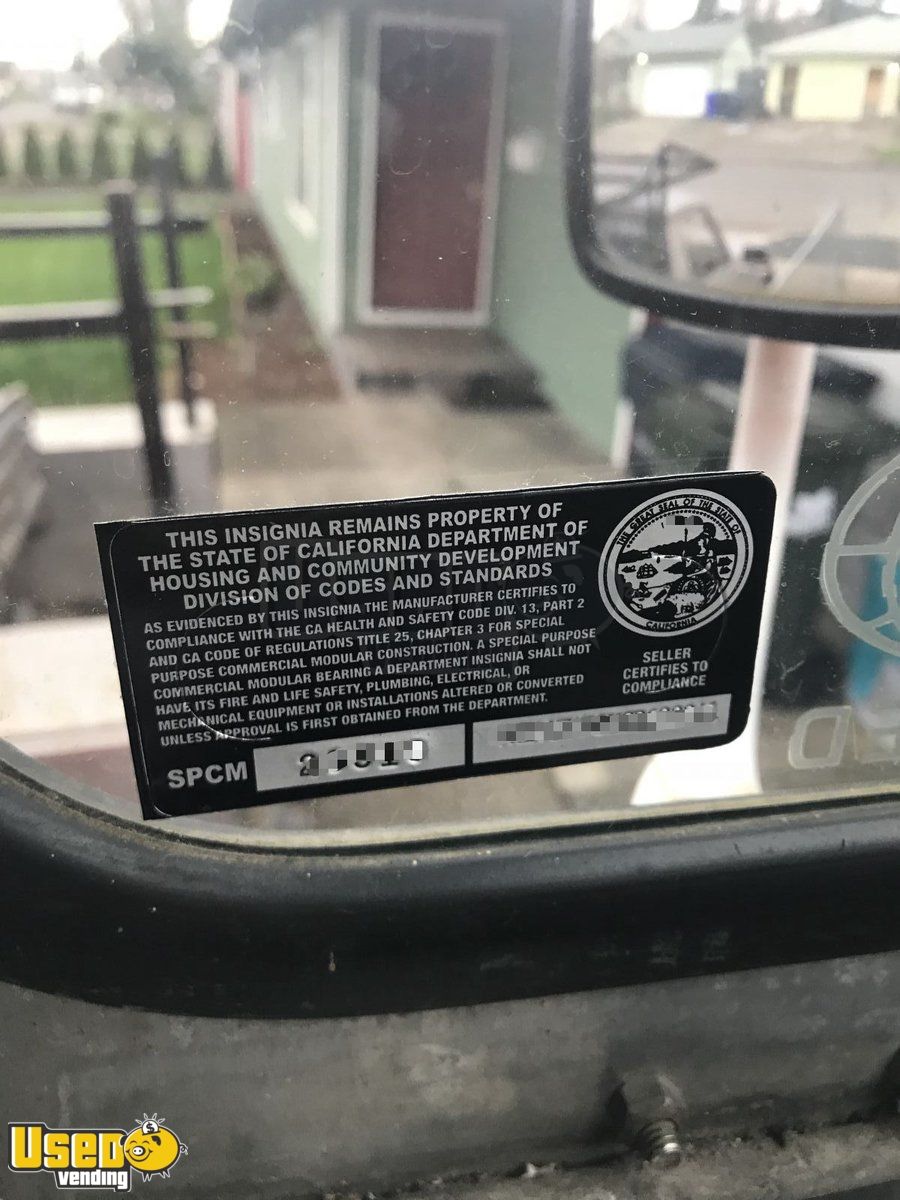 THIS INSIGNIA REMAINS PROPERTY OF
THE STATE OF CALIFORNIA DEPARTMENT OF
HOUSING AND COMMUNITY DEVELOPMENT
DIVISION OF CODES AND STANDARDS
AS EVIDENCED BY THIS INSIGNIA THE MANUFACTURER CERTIFIES TO
COMPLIANCE WITH THE CA HEALTH AND SAFETY CODE DIV. 13, PART 2
AND CA CODE OF REGULATIONS TITLE 25, CHAPTER 3 FOR SPECIAL
PURPOSE COMMERCIAL MODULAR CONSTRUCTION. A SPECIAL PURPOSE
COMMERCIAL MODULAR BEARING A DEPARTMENT INSIGNIA SHALL NOT
HAVE ITS FIRE AND LIFE SAFETY, PLUMBING, ELECTRICAL, OR
MECHANICAL EQUIPMENT OR INSTALLATIONS ALTERED OR CONVERTED
UNLESS APPROVAL IS FIRST OBTAINED FROM THE DEPARTMENT.
THE GREAT SEAL OF THE STATE OF
CALIFORNIA
SELLER
CERTIFIES TO
COMPLIANCE
SPCM
USED
vending